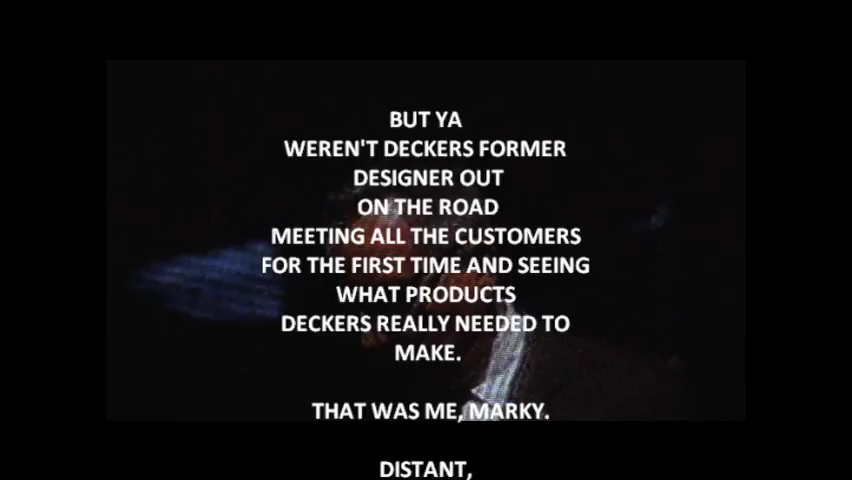 BUT YA
WEREN'T DECKERS FORMER
DESIGNER OUT
ON THE ROAD
MEETING ALL THE CUSTOMERS
FOR THE FIRST TIME AND SEEING
WHAT PRODUCTS
DECKERS REALLY NEEDED TO
MAKE.
THAT WAS ME, MARKY.
DISTANT,